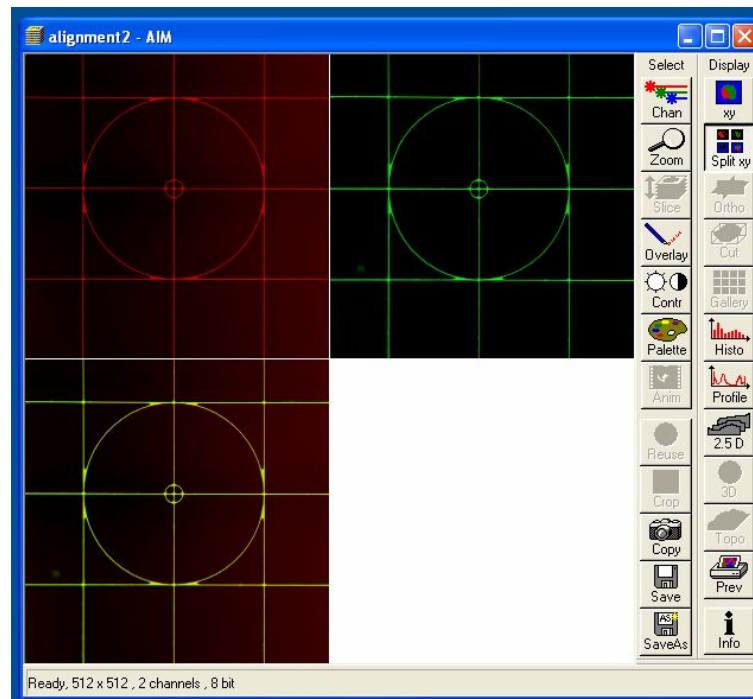 alignment2 - AIM
Select
Chan
Zoom
Slice
Overlay
Contr
Palette
Anim
Reuse
Crop
Copy
Save
AS
SaveAs
Display
xy
Split xy
Ortho
Cut
Gallery
Histo
Profile
2.5 D
3D
Topo
Prev
Info
Ready, 512 x 512 , 2 channels , 8 bit